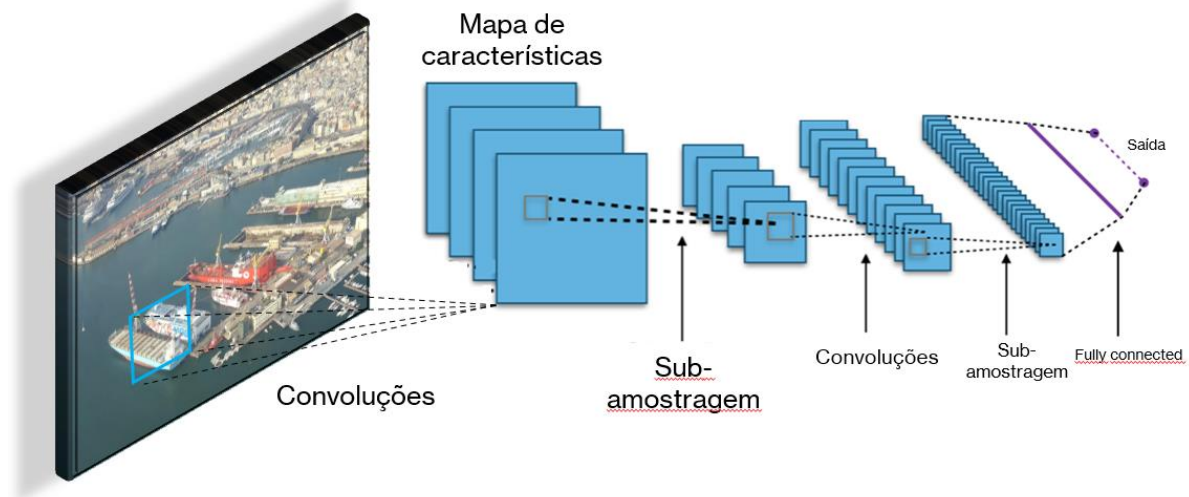 Mapa de
características
Saída
Convoluções
Sub-
amostragem
Convoluções
Sub-
amostragem
Fully connected